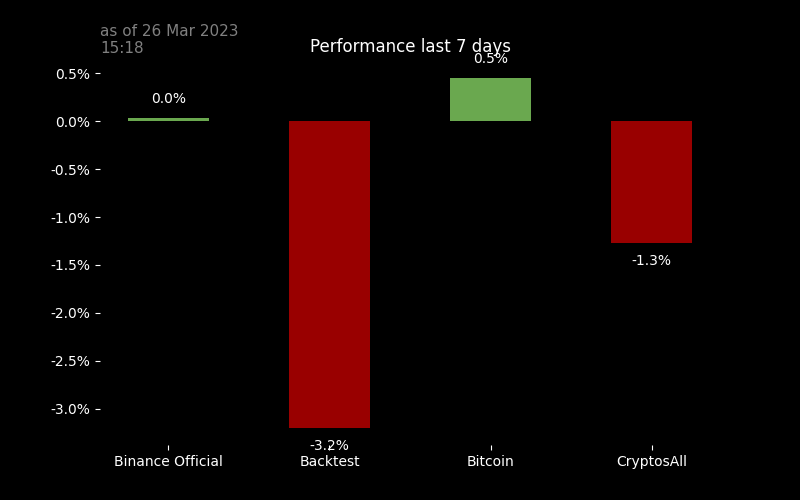 as of 26 Mar 2023
15:18
Performance last 7 days
0.5%
0.0%
-0.5%
-1.0%
-1.5%
-2.0%
-2.5%
-3.0%
0.0%
-3.2%
0.5%
-1.3%
Binance Official
Backtest
Bitcoin
CryptosAll